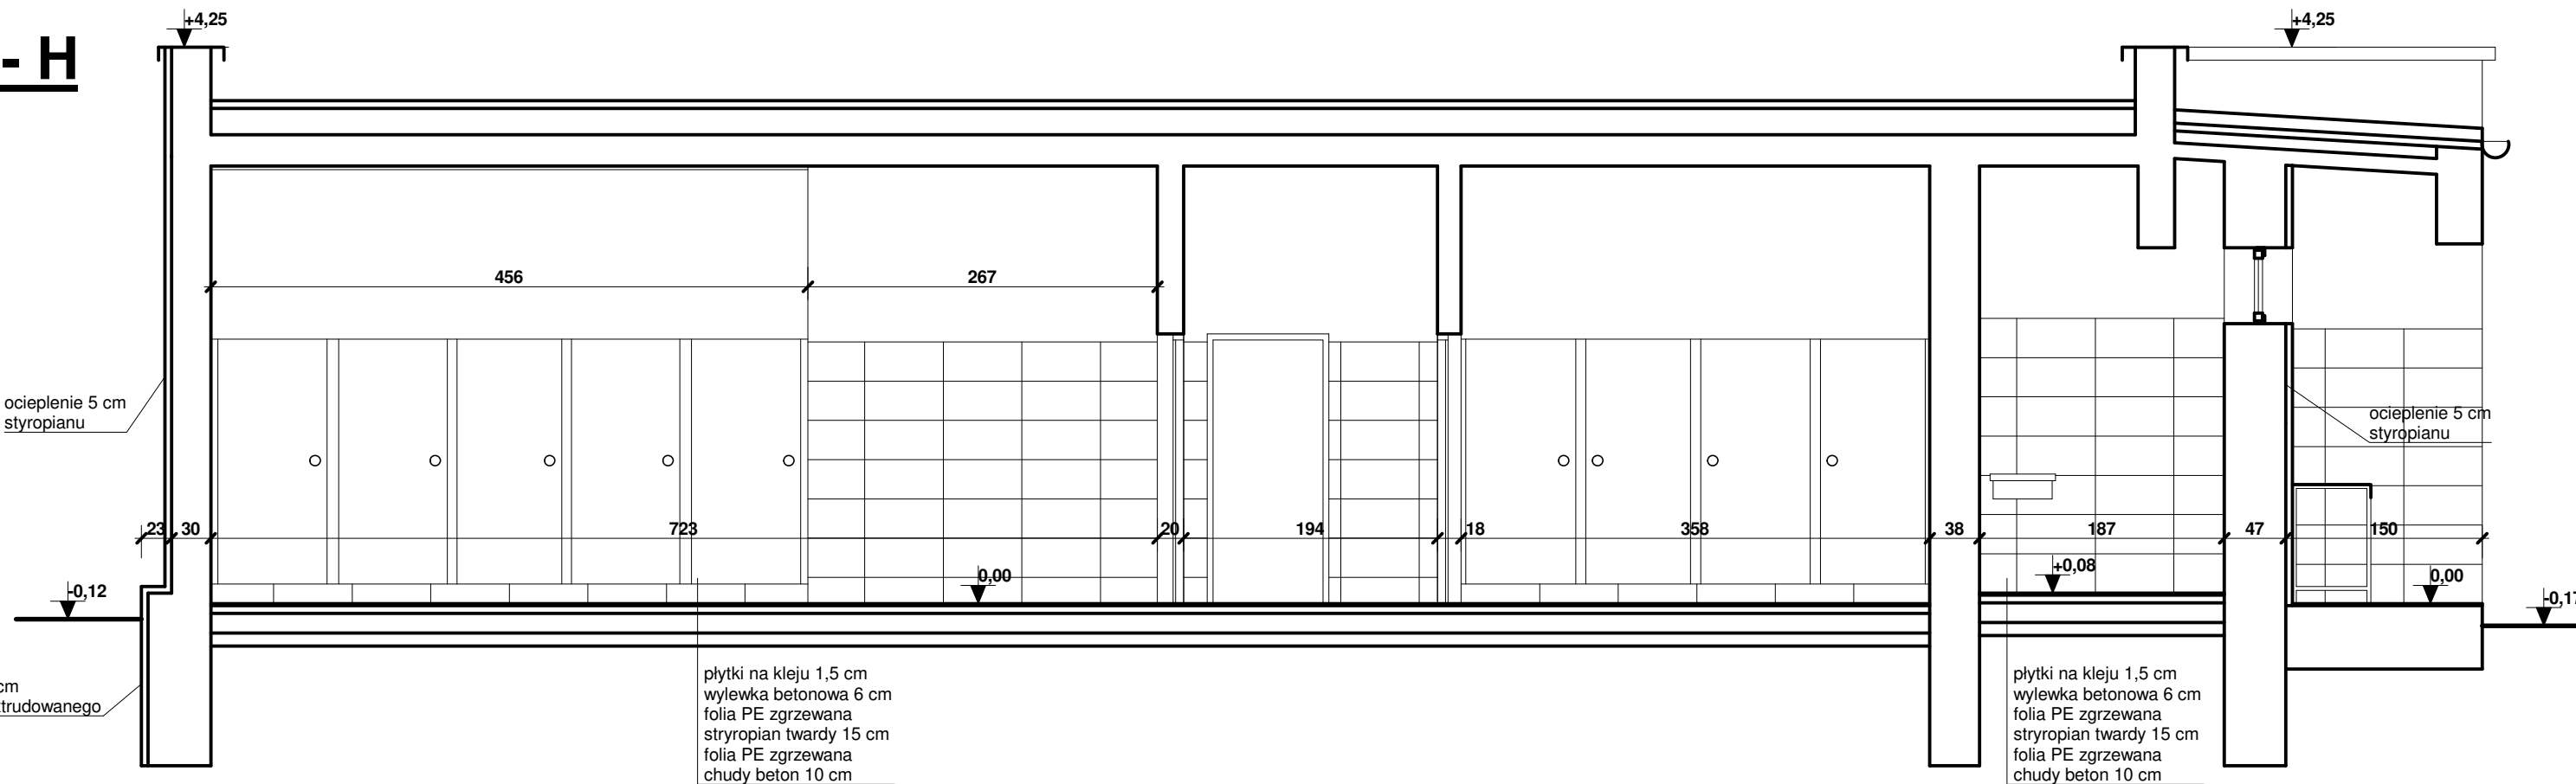 - H
+4,25
+4,25
456
267
ocieplenie 5 cm
styropianu
ocieplenie 5 cm
styropianu
23
30
723
20
194
18
358
38
187
47
150
-0,12
0,00
+0,08
0,00
-0,17
cm
trudowanego
płytki na kleju 1,5 cm
wylewka betonowa 6 cm
folia PE zgrzewana
stryropian twardy 15 cm
folia PE zgrzewana
chudy beton 10 cm
płytki na kleju 1,5 cm
wylewka betonowa 6 cm
folia PE zgrzewana
stryropian twardy 15 cm
folia PE zgrzewana
chudy beton 10 cm